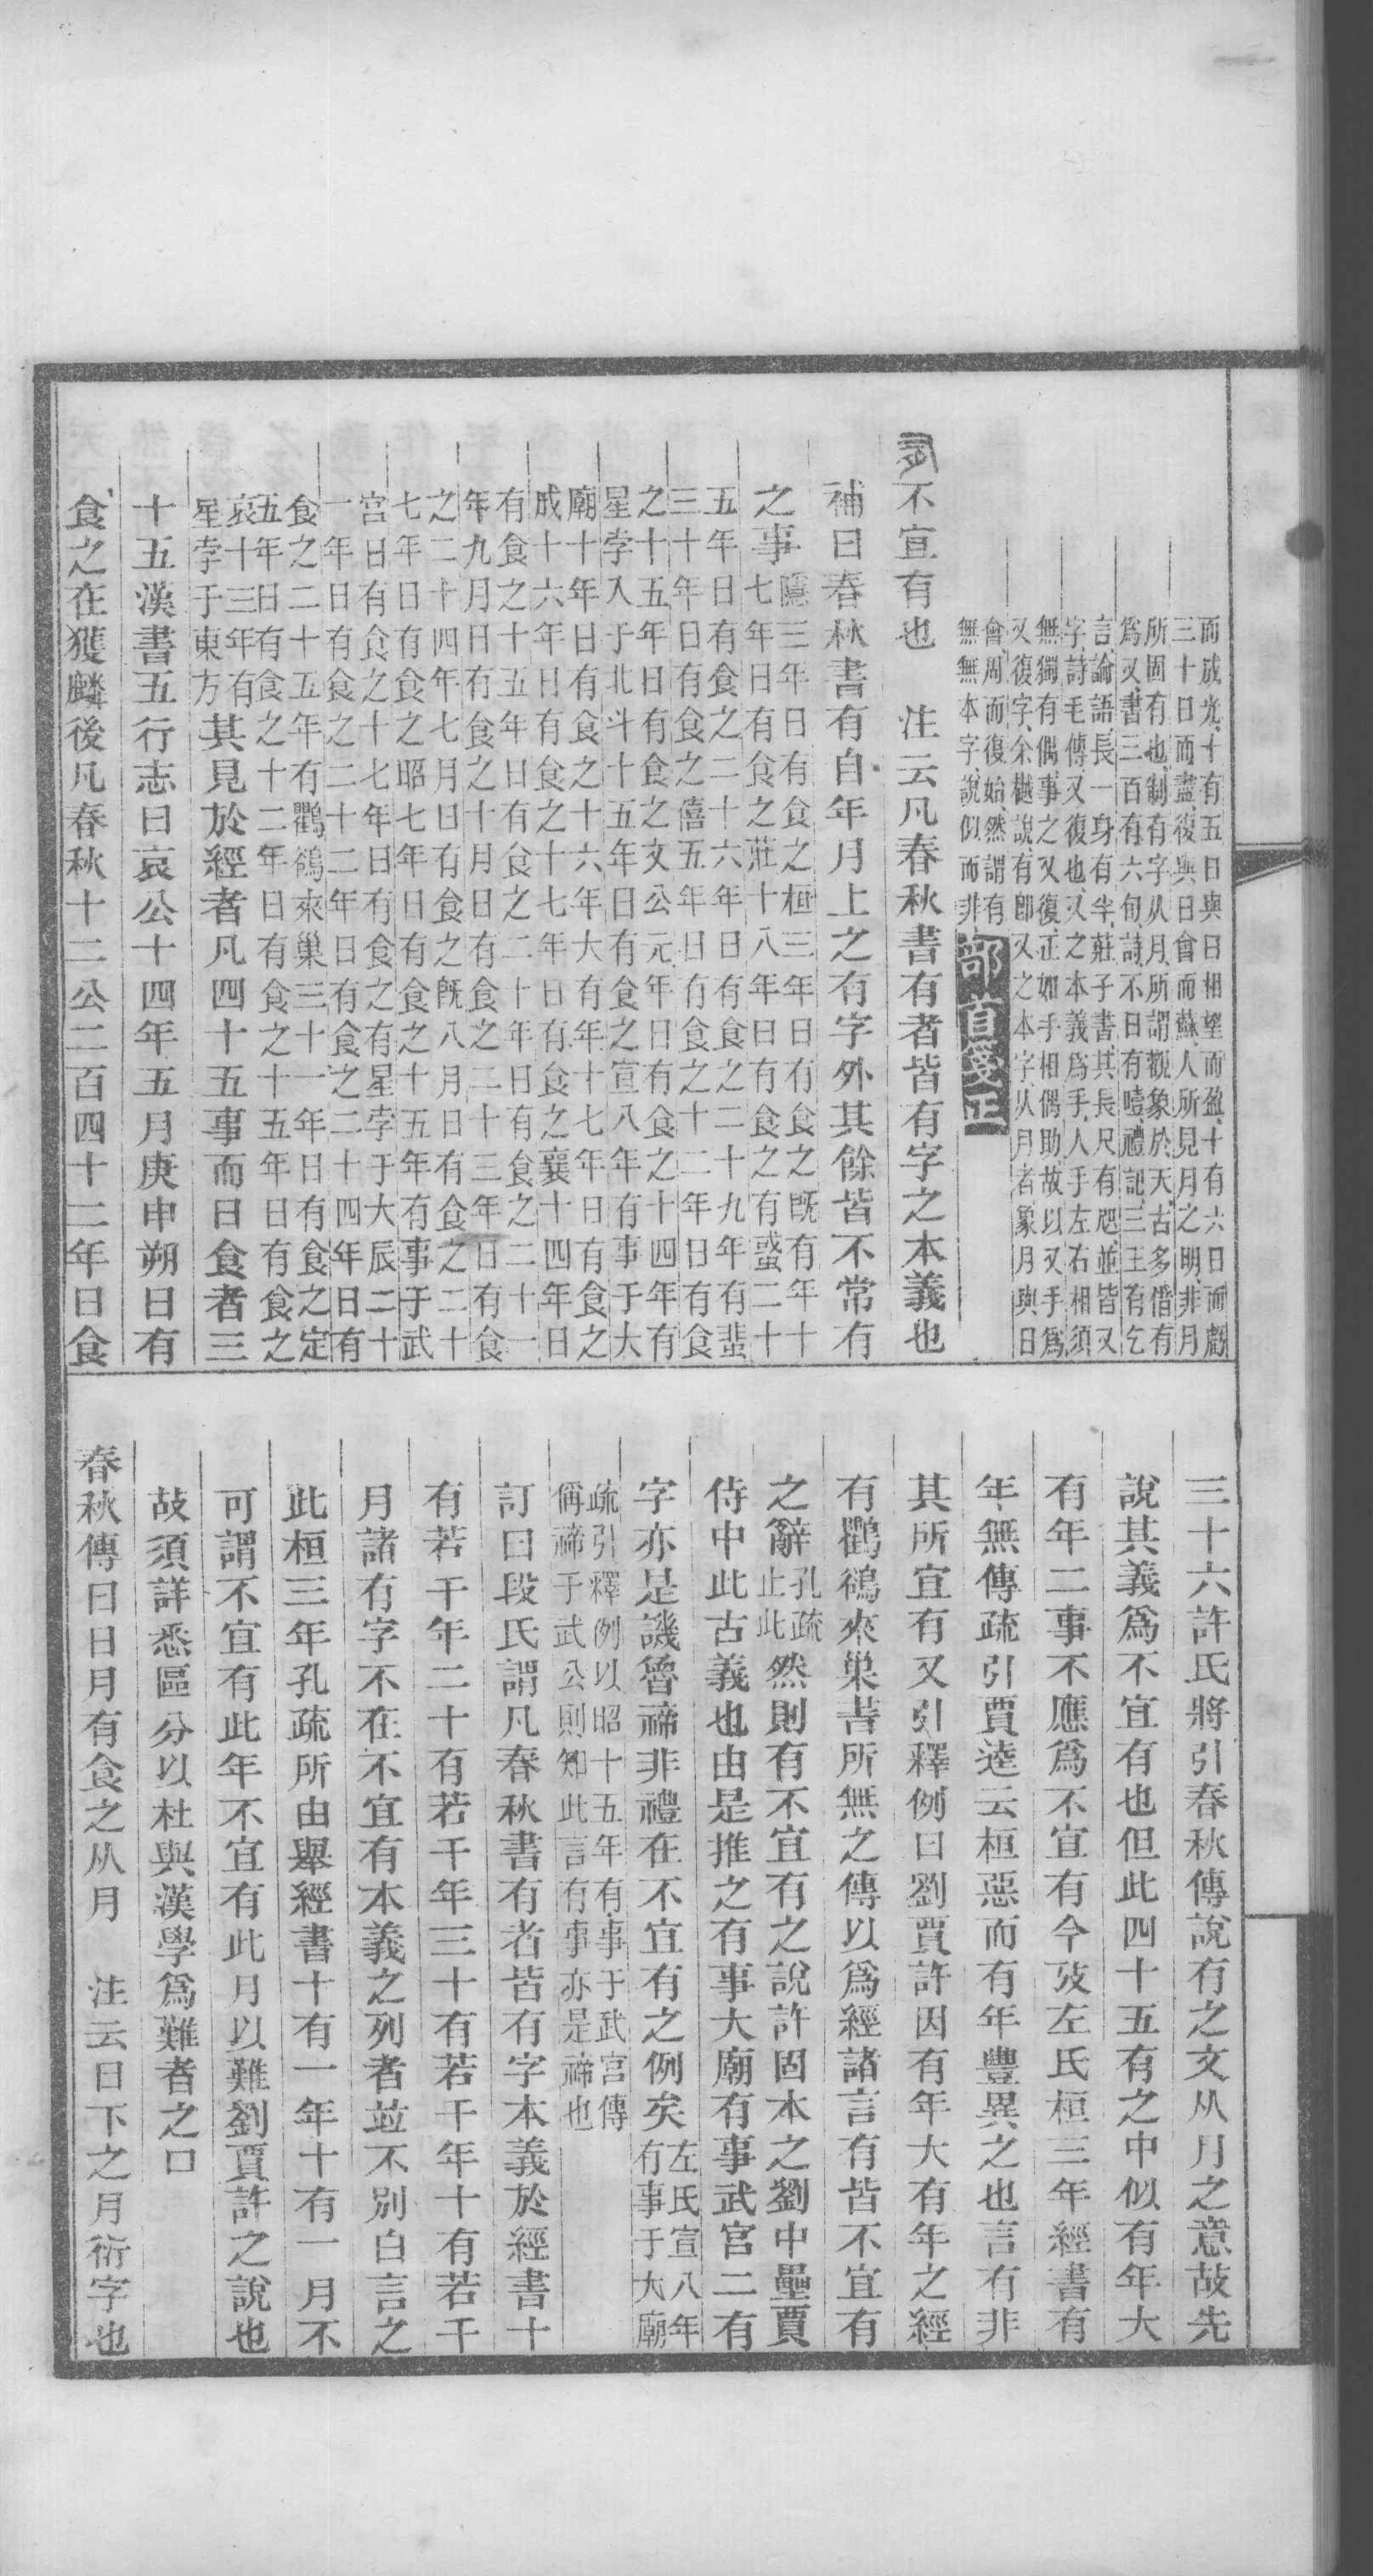 而成光、十有五日與日相望而盈、十有六日而虧
三十日而盡、復與日會而蘇、人所見月之明、非月
所固有也、制有字从月、所謂觀象於天、古多借有
爲又、書三百有六旬、詩不日有曀、禮記三王有乞
言、論語長一身有半、莊子書其長尺有咫、並皆又
字、詩毛傳又復也、又之本義爲手、人手左右相須
無獨有偶、事之又復、正如手相偶助、故以又手爲
又復字、余樾說有卽又之本字、从月者象月與日
會、周而復始、然謂有
無無本字、說似而非
有不宜有也　注云凡春秋書有者皆有字之本義也
補曰春秋書有自年月上之有字外其餘皆不常有
之事
隱三年日有食之桓三年日有食之既有年十
七年日有食之莊十八年日有食之有蜮二十
五年日有食之二十六年日有食之二十九年有蜚
三十年日有食之僖五年日有食之十二年日有食
之十五年日有食之文公元年日有食之十四年有
星孛入于北斗十五年日有食之宣八年有事于大
廟十年日有食之十六年大有年十七年日有食之
成十六年日有食之十七年日有食之襄十四年日
有食之十五年日有食之二十年日有食之二十一
年九月日有食之十月日有食之二十三年日有食
之二十四年七月日有食之既八月日有食之二十
七年日有食之昭七年日有食之十五年有事于武
宮日有食之十七年日有食之有星孛于大辰二十
一年日有食之二十二年日有食之二十四年日有
食之二十五年有鸜鵒來巢三十一年日有食之定
五年日有食之十二年日有食之十五年日有食之
哀十三年有
星孛于東方
其見於經者凡四十五事而日食者三
十五漢書五行志曰哀公十四年五月庚申朔日有
食之在獲麟後凡春秋十二公二百四十二年日食
三十六許氏將引春秋傳說有之文从月之意故先
說其義爲不宜有也但此四十五有之中似有年大
有年二事不應爲不宜有今攷左氏桓三年經書有
年無傳疏引賈逵云桓惡而有年豐異之也言有非
其所宜有又引釋例曰劉賈許因有年大有年之經
有鸜鵒來巢書所無之傳以爲經諸言有皆不宜有
之辭
孔疏
止此
然則有不宜有之說許固本之劉中壘賈
侍中此古義也由是推之有事大廟有事武宮二有
字亦是譏魯禘非禮在不宜有之例矣
左氏宣八年
有事于大廟
疏引釋例以昭十五年有事于武宮傳
稱禘于武公則知此言有事亦是禘也
訂曰段氏謂凡春秋書有者皆有字本義於經書十
有若干年二十有若干年三十有若干年十有若干
月諸有字不在不宜有本義之列者並不別白言之
此桓三年孔疏所由舉經書十有一年十有一月不
可謂不宜有此年不宜有此月以難劉賈許之說也
故須詳悉區分以杜與漢學爲難者之口
春秋傳曰日月有食之从月　注云日下之月衍字也